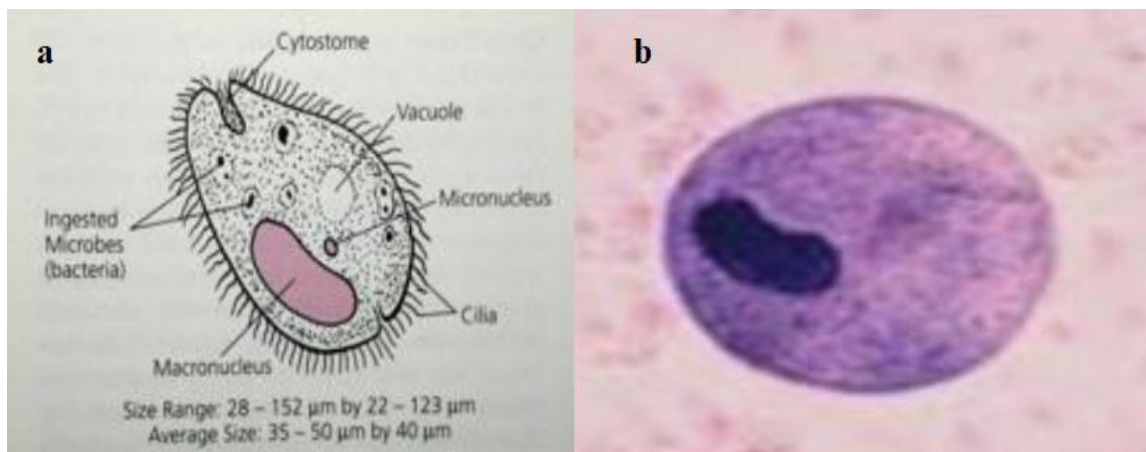 a
b
Cytostome
Vacuole
Micronucleus
Ingested
Microbes
(bacteria)
Cilia
Macronucleus
Size Range: 28 – 152 µm by 22 – 123 µm
Average Size: 35 – 50 µm by 40 µm